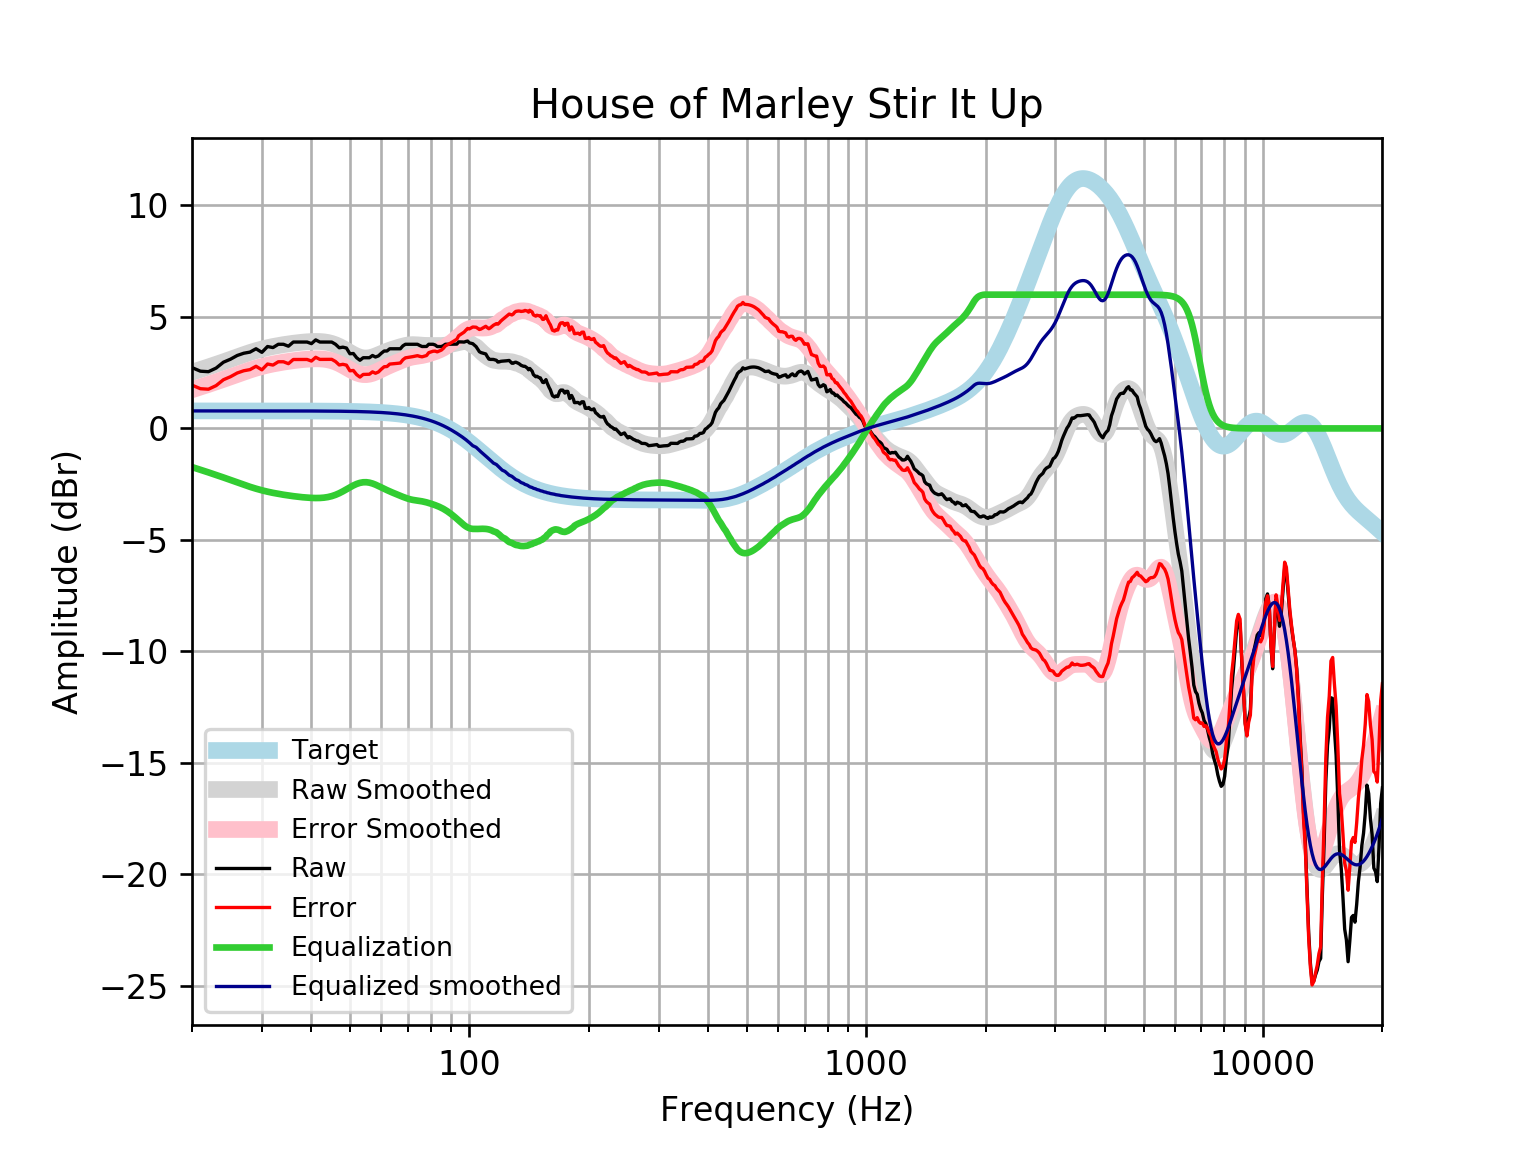 House of Marley Stir It Up
Amplitude (dBr)
10
5
0
−5
−10
−15
−20
−25
Target
Raw Smoothed
Error Smoothed
Raw
Error
Equalization
Equalized smoothed
100
1000
10000
Frequency (Hz)